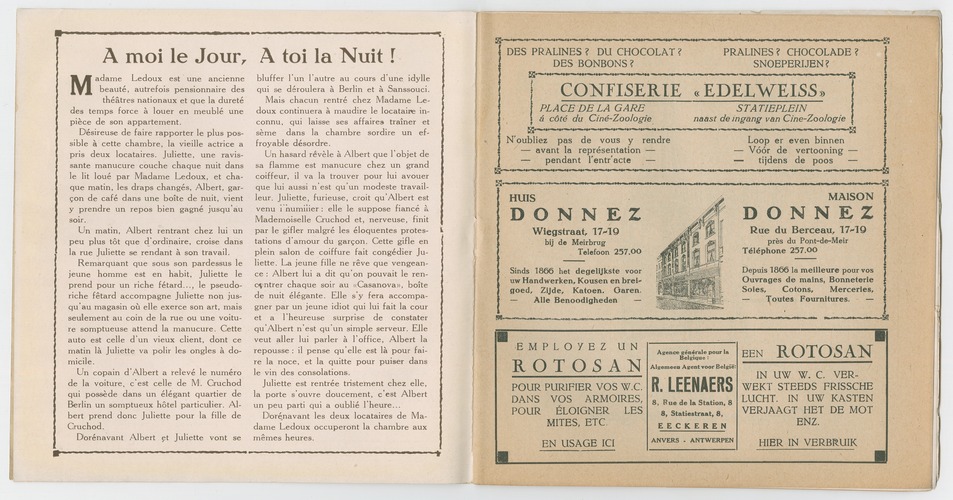 A moi le Jour, A toi la Nuit !
Madame Ledoux est une ancienne
beauté, autrefois pensionnaire des
théâtres nationaux et que la dureté
des temps force à louer en meublé une
pièce de son appartement.
Désireuse de faire rapporter le plus pos-
sible à cette chambre, la vieille actrice a
pris deux locataires. Juliette, une ravis-
sante manucure couche chaque nuit dans
le lit loué par Madame Ledoux, et cha-
que matin, les draps changés, Albert, gar-
çon de café dans une boîte de nuit, vient
y prendre un repos bien gagné jusqu'au
soir.
Un matin, Albert rentrant chez lui un
peu plus tôt que d'ordinaire, croise dans
la rue Juliette se rendant à son travail.
Remarquant que sous son pardessus le
jeune homme est en habit, Juliette le
prend pour un riche fêtard..., le pseudo-
riche fêtard accompagne Juliette non jus-
qu'au magasin où elle exerce son art, mais
seulement au coin de la rue ou une voitu-
re somptueuse attend la manucure. Cette
auto est celle d'un vieux client, dont ce
matin là Juliette va polir les ongles à do-
micile.
Un copain d'Albert a relevé le numéro
de la voiture, c'est celle de M. Cruchod
qui possède dans un élégant quartier de
Berlin un somptueux hôtel particulier. Al-
bert prend donc Juliette pour la fille de
Cruchod.
Dorénavant Albert et Juliette vont se
bluffer l'un l'autre au cours d'une idylle
qui se déroulera à Berlin et à Sanssouci.
Mais chacun rentré chez Madame Le-
doux continuera à maudire le locataire in-
connu, qui laisse ses affaires traîner et
sème dans la chambre sordire un ef-
froyable désordre.
Un hasard révèle à Albert que l'objet de
sa flamme est manucure chez un grand
coiffeur, il va la trouver pour lui avouer
que lui aussi n'est qu'un modeste travail-
leur. Juliette, furieuse, croit qu'Albert est
venu l'humilier : elle le suppose fiancé à
Mademoiselle Cruchod et, nerveuse, finit
par le gifler malgré les éloquentes protes-
tations d'amour du garçon. Cette gifle en
plein salon de coiffure fait congédier Ju-
liette. La jeune fille ne rêve que vengean-
ce : Albert lui a dit qu'on pouvait le ren-
contrer chaque soir au «Casanova», boîte
de nuit élégante. Elle s'y fera accompa-
gner par un jeune idiot qui lui fait la cour
et a l'heureuse surprise de constater
qu'Albert n'est qu'un simple serveur. Elle
veut aller lui parler à l'office, Albert la
repousse : il pense qu'elle est là pour fai-
re la noce, et la quitte pour puiser dans
le vin des consolations.
Juliette est rentrée tristement chez elle,
la porte s'ouvre doucement, c'est Albert
un peu parti qui a oublié l'heure...
Dorénavant les deux locataires de Ma-
dame Ledoux occuperont la chambre aux
mêmes heures.
DES PRALINES ? DU CHOCOLAT ?
DES BONBONS ?
PRALINES ? CHOCOLADE ?
SNOEPERIJEN ?
CONFISERIE « EDELWEISS »
PLACE DE LA GARE
à côté du Ciné-Zoologie
STATIEPLEIN
naast de ingang van Cine-Zoologie
N'oubliez pas de vous y rendre
— avant la représentation —
— pendant l'entr'acte —
Loop er even binnen
— Vóór de vertooning —
— tijdens de poos —
HUIS
DONNEZ
Wiegstraat, 17-19
bij de Meirbrug
Telefoon 257.00
Sinds 1866 het degelijkste voor
uw Handwerken, Kousen en brei-
goed, Zijde, Katoen, Garen.
— Alle Benoodigheden —
MAISON
DONNEZ
Rue du Berceau, 17-19
près du Pont-de-Meir
Téléphone 257.00
Depuis 1866 la meilleure pour vos
Ouvrages de mains, Bonneterie
Soies, Cotons, Merceries,
— Toutes Fournitures. —
EMPLOYEZ UN
ROTOSAN
POUR PURIFIER VOS W.C.
DANS VOS ARMOIRES,
POUR ÉLOIGNER LES
MITES, ETC.
EN USAGE ICI
Agence générale pour la
Belgique :
Algemeen Agent voor België:
R. LEENAERS
8, Rue de la Station, 8
8, Statiestraat, 8,
EECKEREN
ANVERS - ANTWERPEN
EEN ROTOSAN
IN UW W. C. VER-
WEKT STEEDS FRISSCHE
LUCHT. IN UW KASTEN
VERJAAGT HET DE MOT
ENZ.
HIER IN VERBRUIK